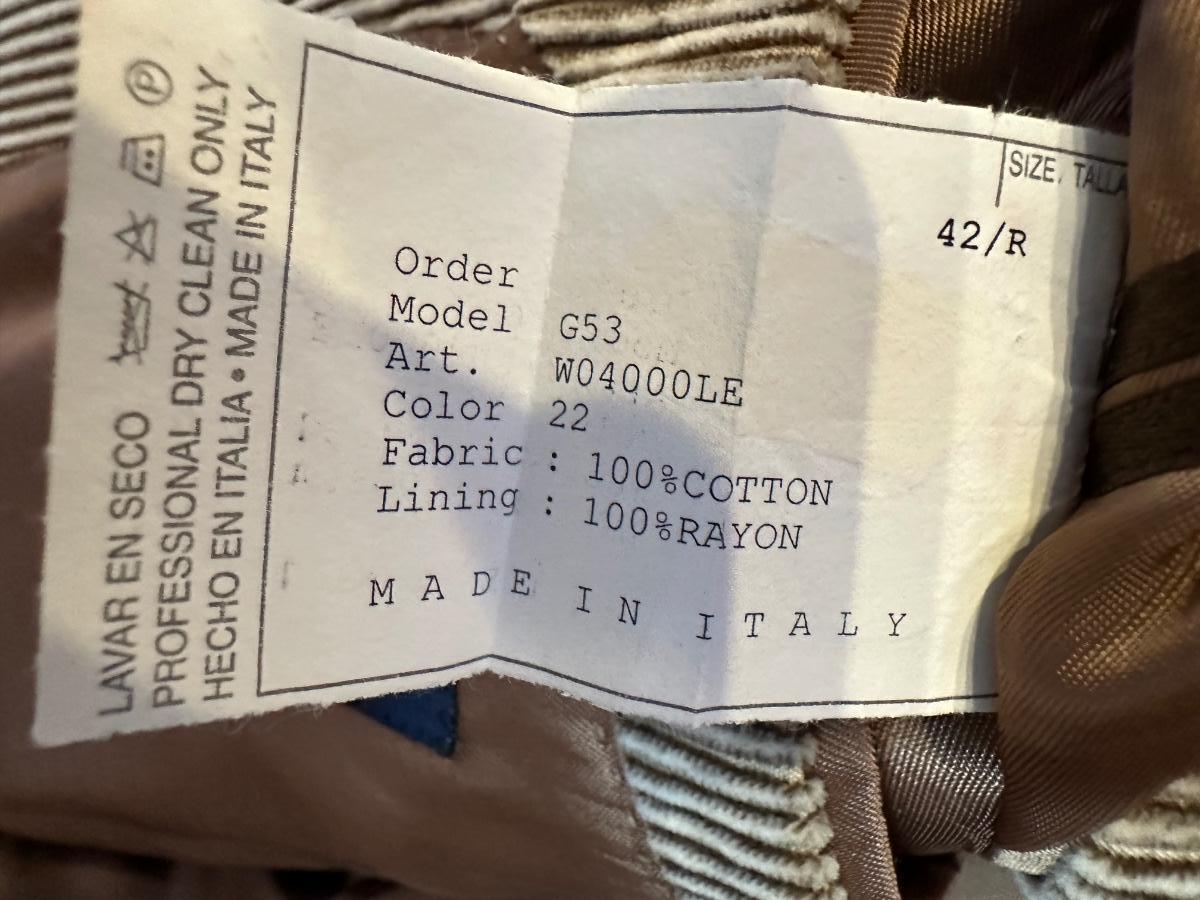 LAVAR EN SECO
PROFESSIONAL DRY CLEAN ONLY
HECHO EN ITALIA • MADE IN ITALY
P
SIZE, TALLA
42/R
Order
Model G53
Art. W04000LE
Color 22
Fabric : 100%COTTON
Lining : 100%RAYON
MADE IN ITALY